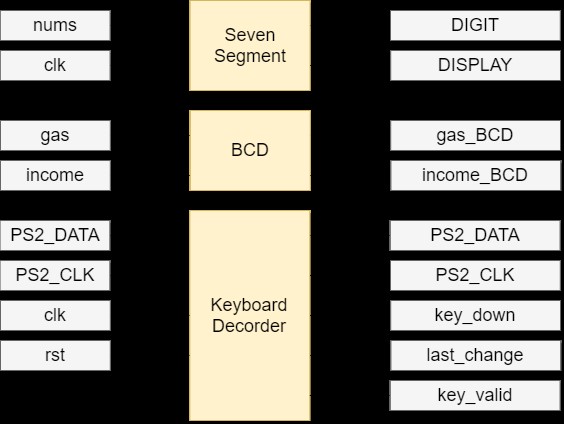 nums
Seven
Segment
DIGIT
clk
DISPLAY
gas
BCD
gas_BCD
income
income_BCD
PS2_DATA
PS2_DATA
PS2_CLK
PS2_CLK
Keyboard
Decorder
clk
key_down
rst
last_change
key_valid